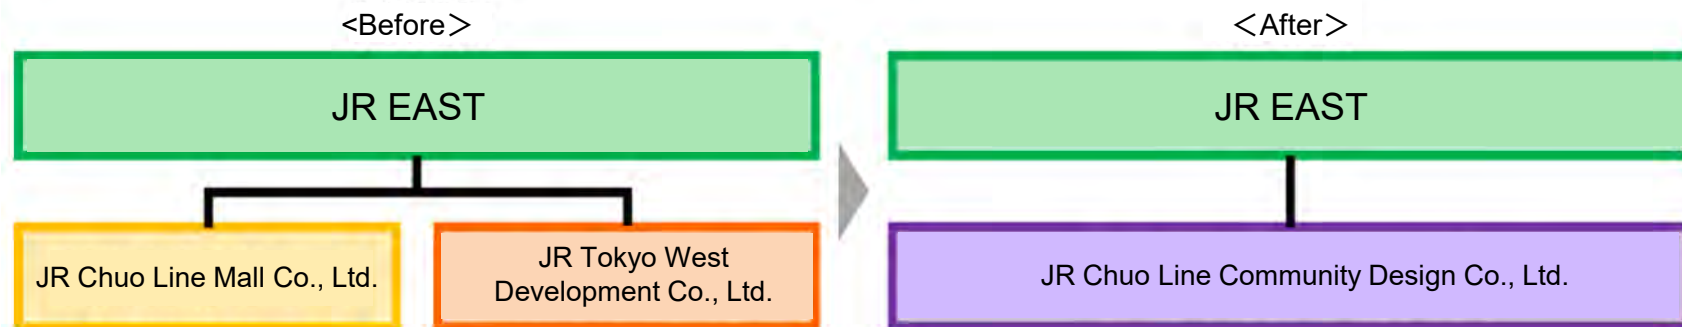 <Before＞
＜After＞
JR EAST
JR EAST
JR Chuo Line Mall Co., Ltd.
JR Tokyo West
Development Co., Ltd.
JR Chuo Line Community Design Co., Ltd.